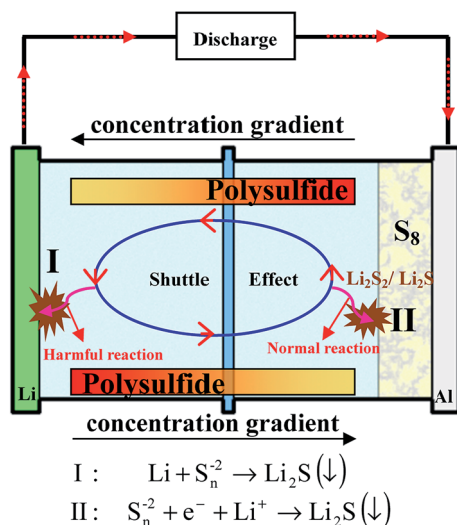 Discharge
concentration gradient
Polysulfide
S₈
I
Shuttle Effect
Li₂S₂/ Li₂S
II
Harmful reaction
Normal reaction
Li
Polysulfide
Al
concentration gradient
I : Li + Sₙ⁻² → Li₂S(↓)
II: Sₙ⁻² + e⁻ + Li⁺ → Li₂S(↓)